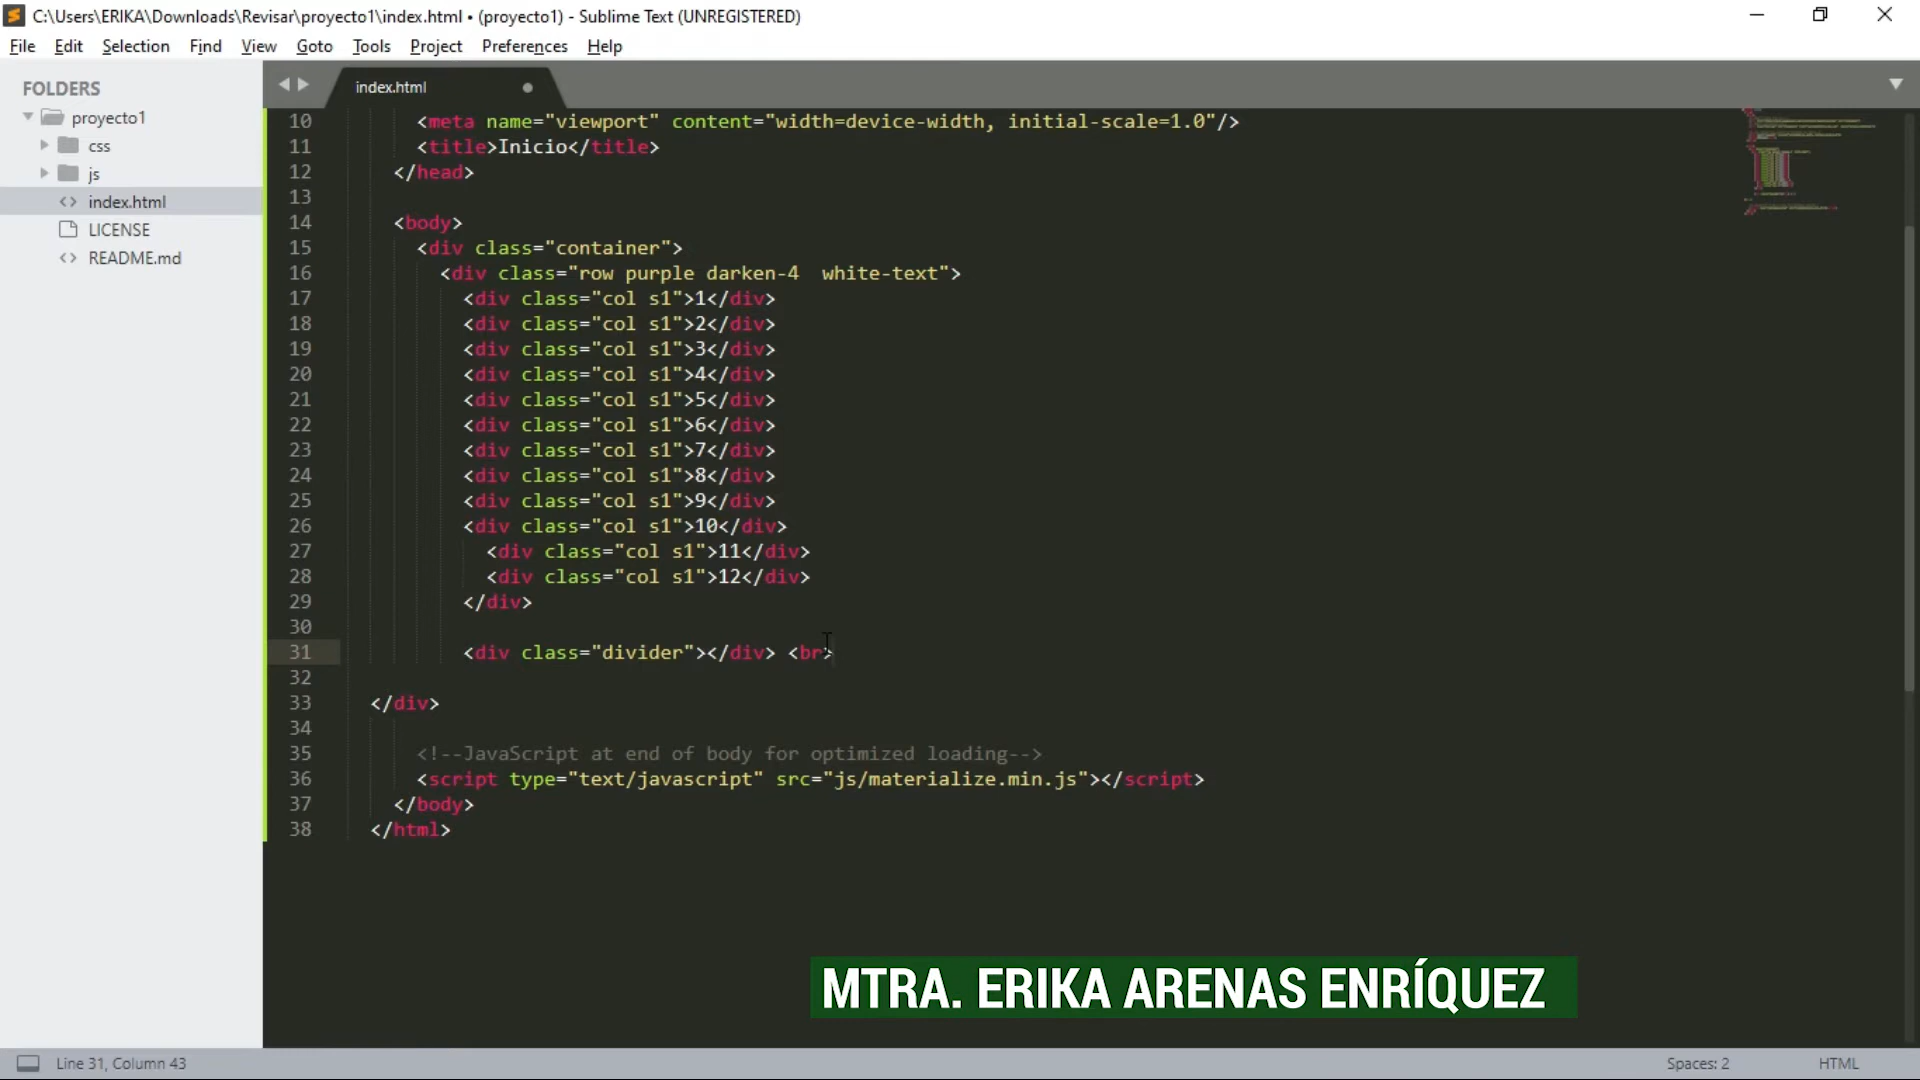 C:\Users\ERIKA\Downloads\Revisar\proyecto1\index.html • (proyecto1) - Sublime Text (UNREGISTERED)
File Edit Selection Find View Goto Tools Project Preferences Help
FOLDERS
proyecto1
css
js
index.html
LICENSE
README.md
index.html
10 <meta name="viewport" content="width=device-width, initial-scale=1.0"/>
11 <title>Inicio</title>
12 </head>
13
14 <body>
15 <div class="container">
16 <div class="row purple darken-4  white-text">
17 <div class="col s1">1</div>
18 <div class="col s1">2</div>
19 <div class="col s1">3</div>
20 <div class="col s1">4</div>
21 <div class="col s1">5</div>
22 <div class="col s1">6</div>
23 <div class="col s1">7</div>
24 <div class="col s1">8</div>
25 <div class="col s1">9</div>
26 <div class="col s1">10</div>
27 <div class="col s1">11</div>
28 <div class="col s1">12</div>
29 </div>
30
31 <div class="divider"></div> <br>
32
33 </div>
34
35 <!--JavaScript at end of body for optimized loading-->
36 <script type="text/javascript" src="js/materialize.min.js"></script>
37 </body>
38 </html>
MTRA. ERIKA ARENAS ENRÍQUEZ
Line 31, Column 43 Spaces: 2 HTML